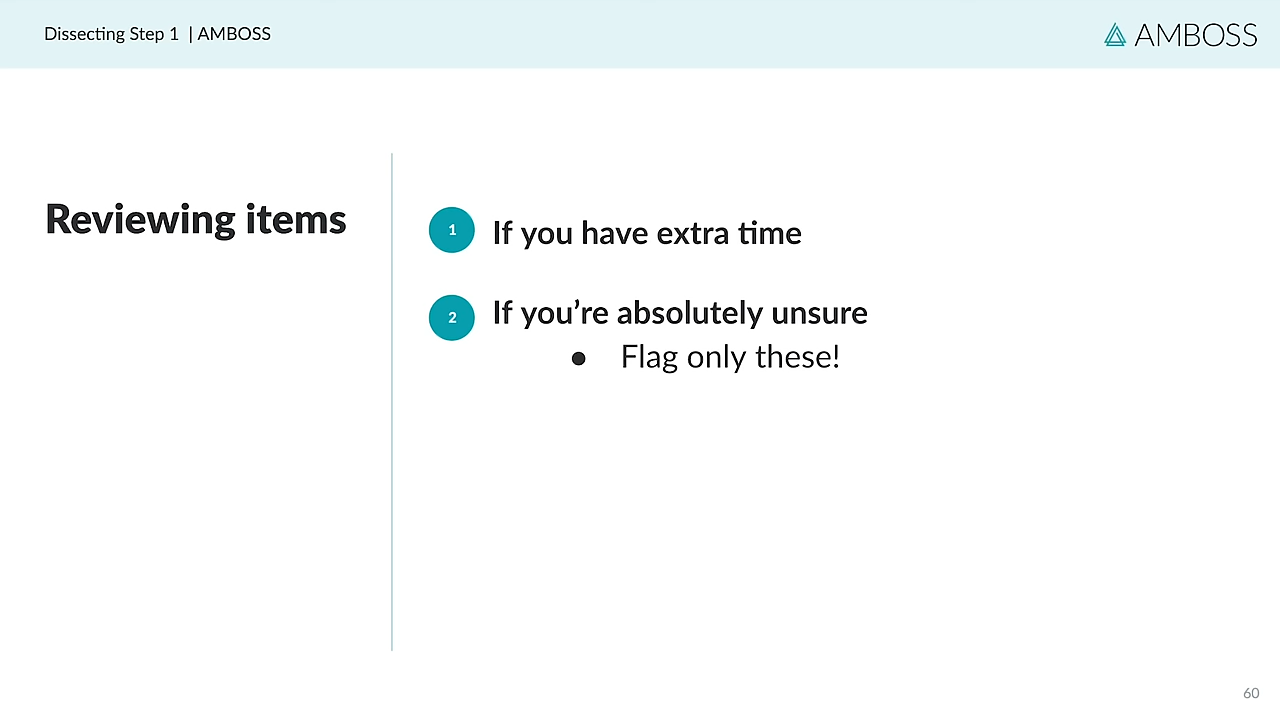 Dissecting Step 1 | AMBOSS
AMBOSS
Reviewing items
1 If you have extra time
2 If you’re absolutely unsure
● Flag only these!
60